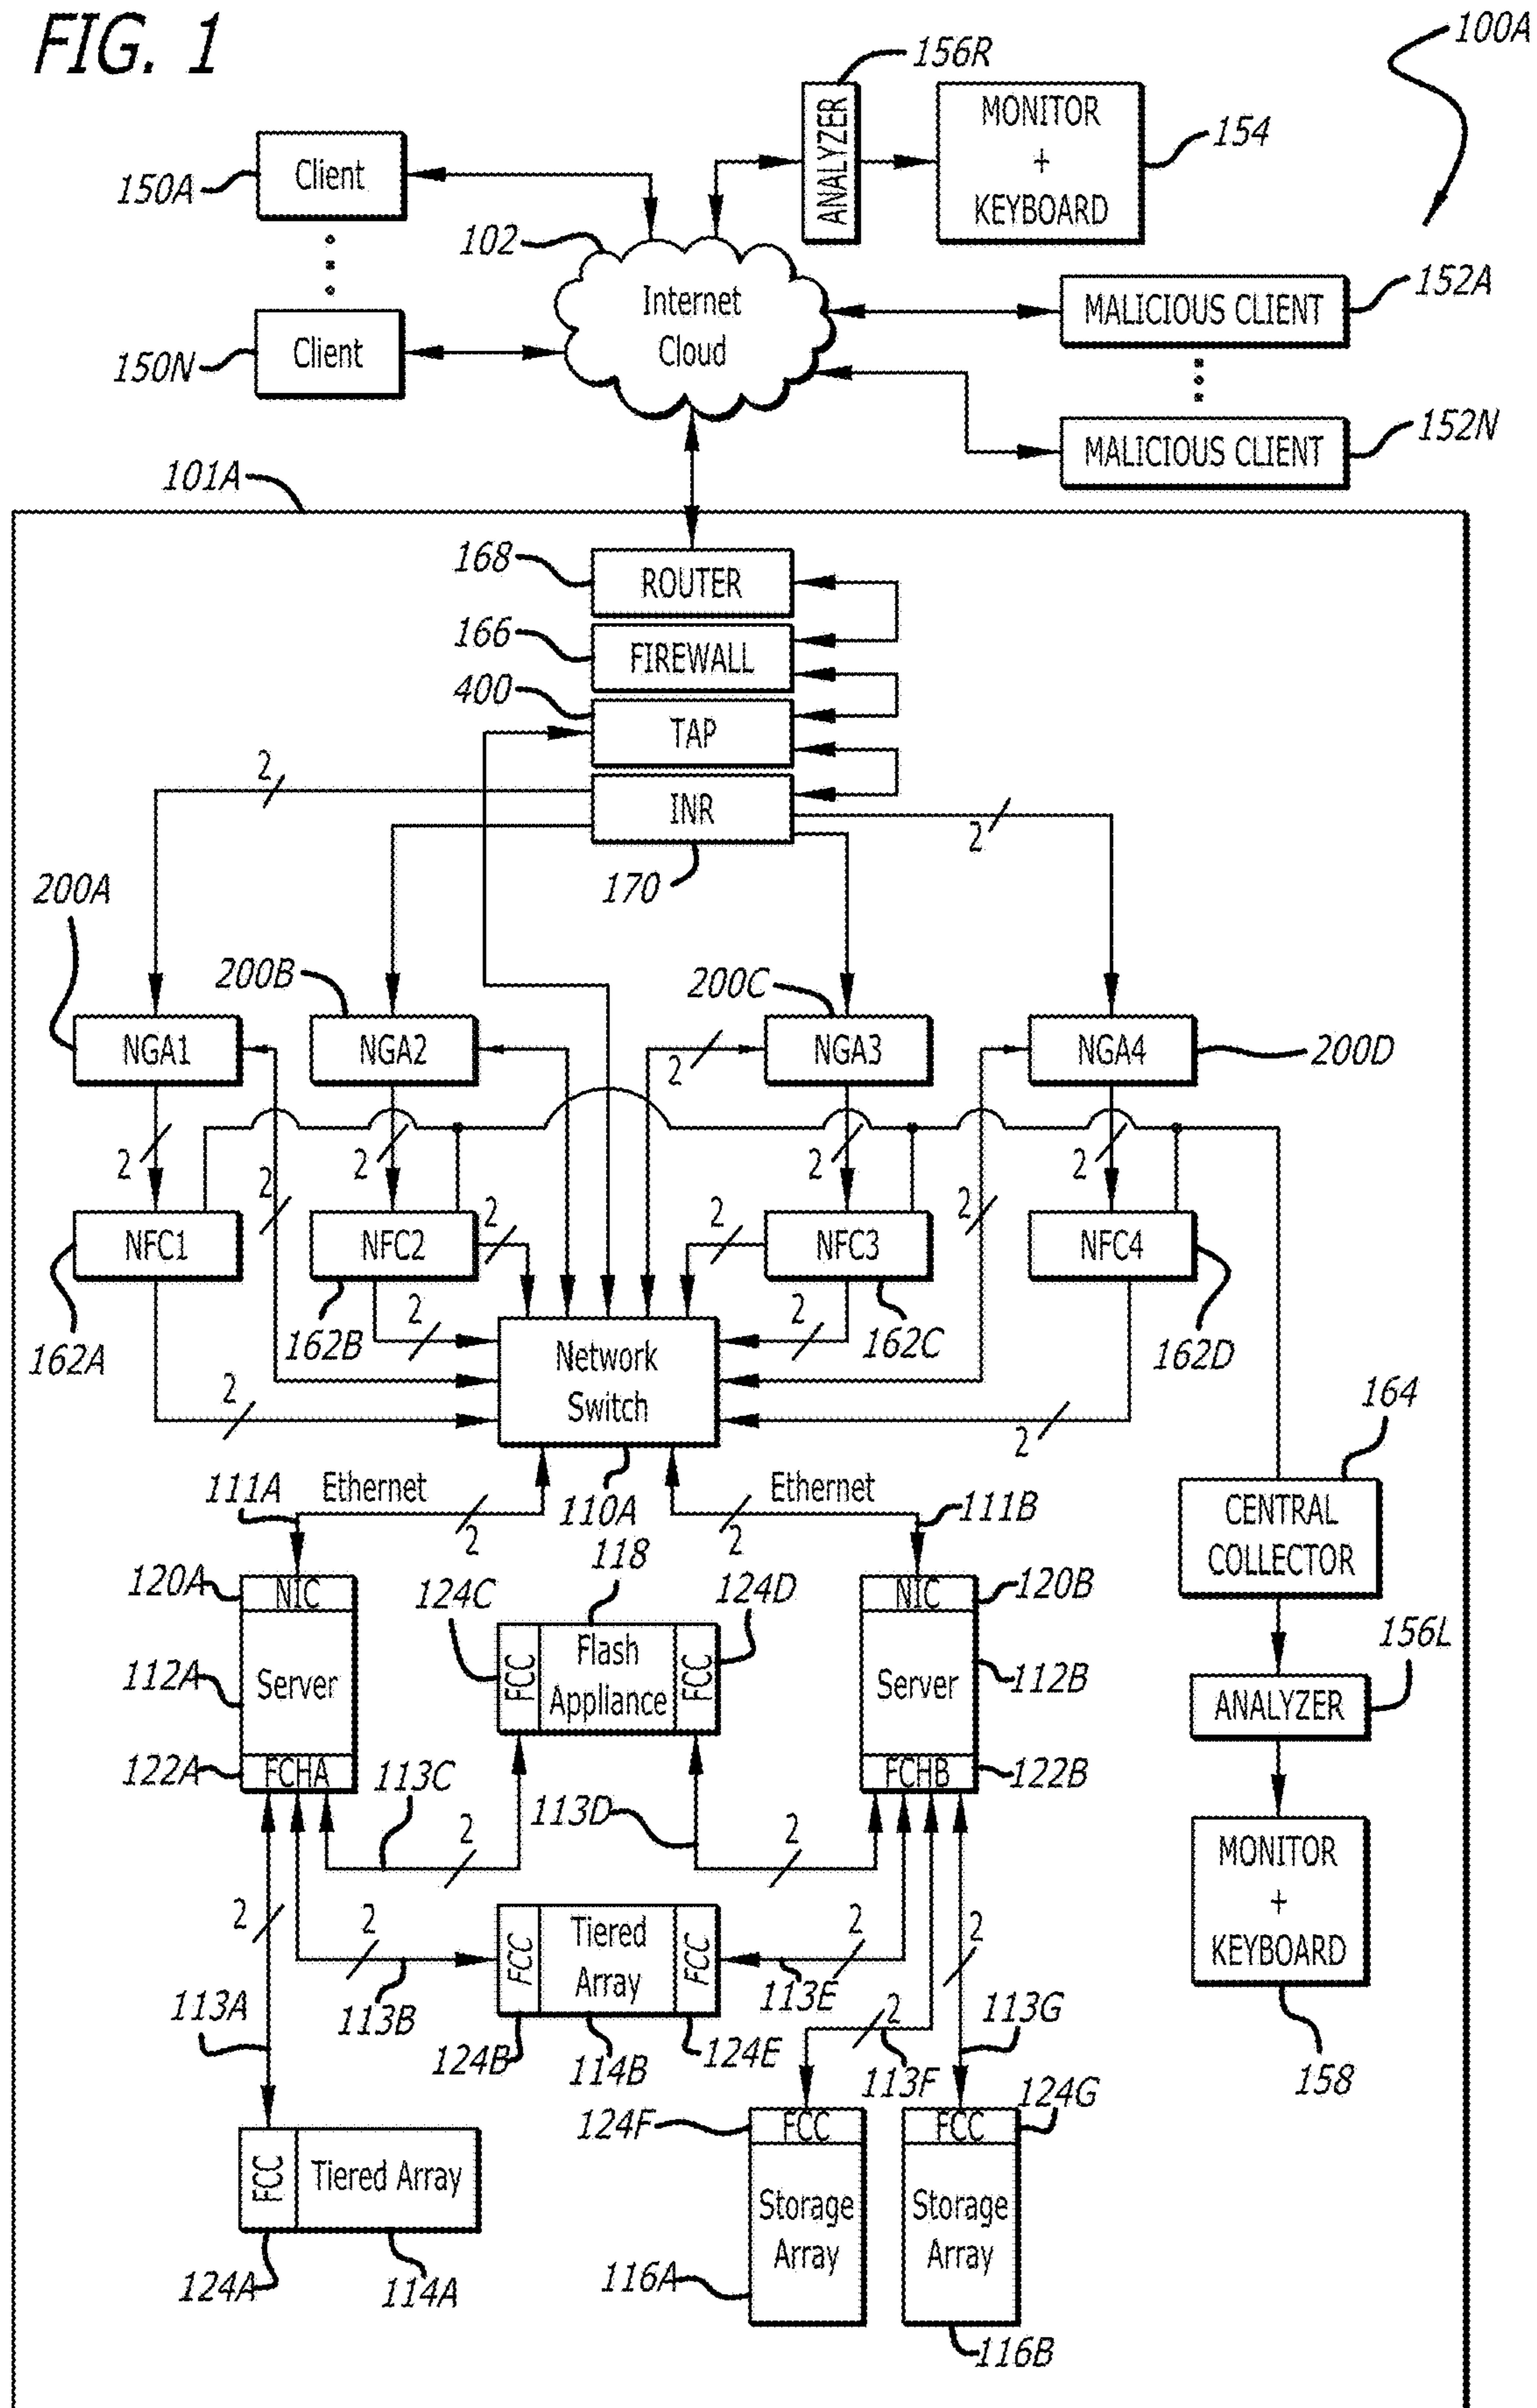 FIG. 1
100A
156R
ANALYZER
MONITOR
+
KEYBOARD
154
150A
Client
102
Internet
Cloud
MALICIOUS CLIENT
152A
150N
Client
MALICIOUS CLIENT
152N
101A
168
ROUTER
166
FIREWALL
400
TAP
2
INR
2
170
200A
200B
200C
NGA1
NGA2
2
NGA3
NGA4
200D
2
2
2
2
2
2
NFC1
NFC2
2
2
NFC3
NFC4
162A
162B
2
2
162C
162D
Network
Switch
2
2
164
111A
Ethernet
2
110A
Ethernet
2
111B
CENTRAL
COLLECTOR
118
120A
NIC
124C
124D
NIC
120B
112A
Server
FCC
Flash
Appliance
FCC
Server
112B
156L
ANALYZER
122A
FCHA
113C
113D
FCHB
122B
2
2
MONITOR
+
KEYBOARD
158
2
2
FCC
Tiered
Array
FCC
2
2
113A
113B
113E
2
113G
124B
114B
124E
113F
124G
124F
FCC
FCC
FCC
Tiered Array
Storage
Array
Storage
Array
124A
114A
116A
116B